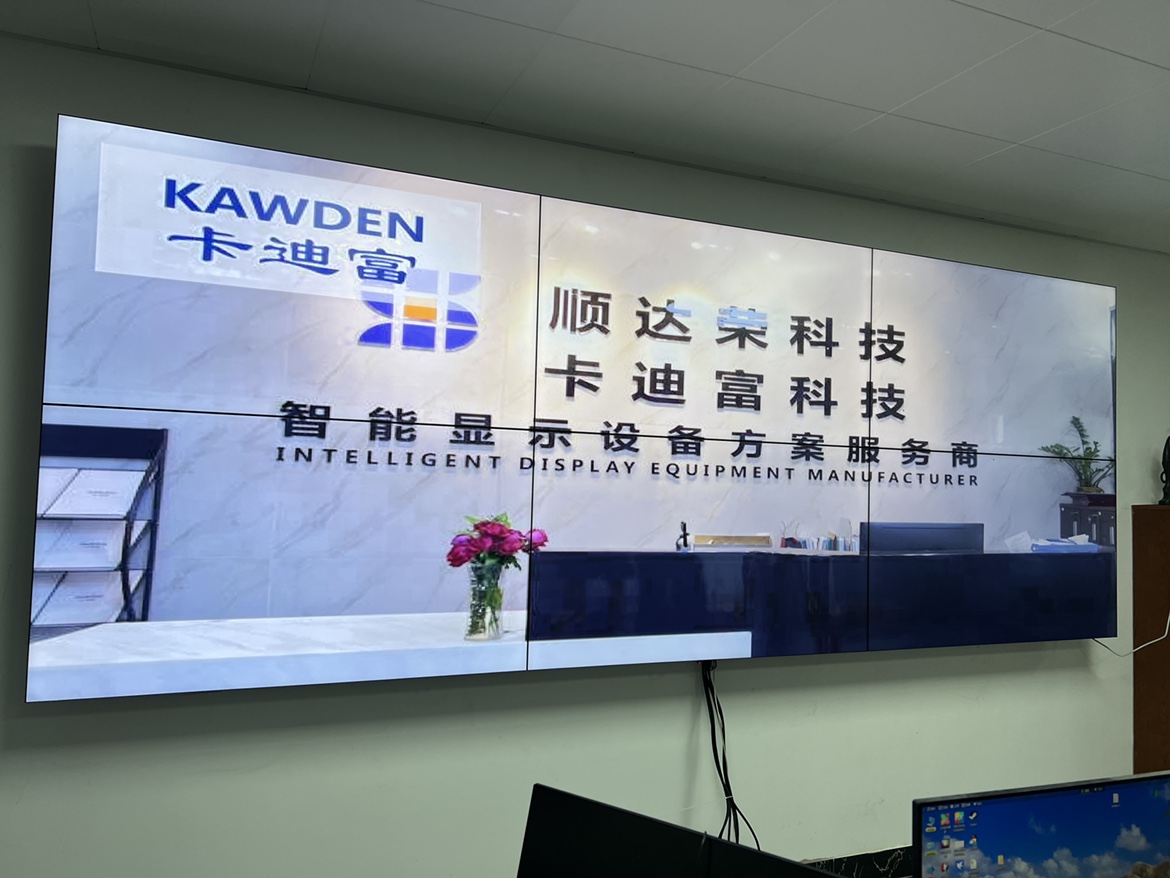 KAWDEN
卡迪富
顺达荣科技
卡迪富科技
智能显示设备方案服务商
INTELLIGENT DISPLAY EQUIPMENT MANUFACTURER